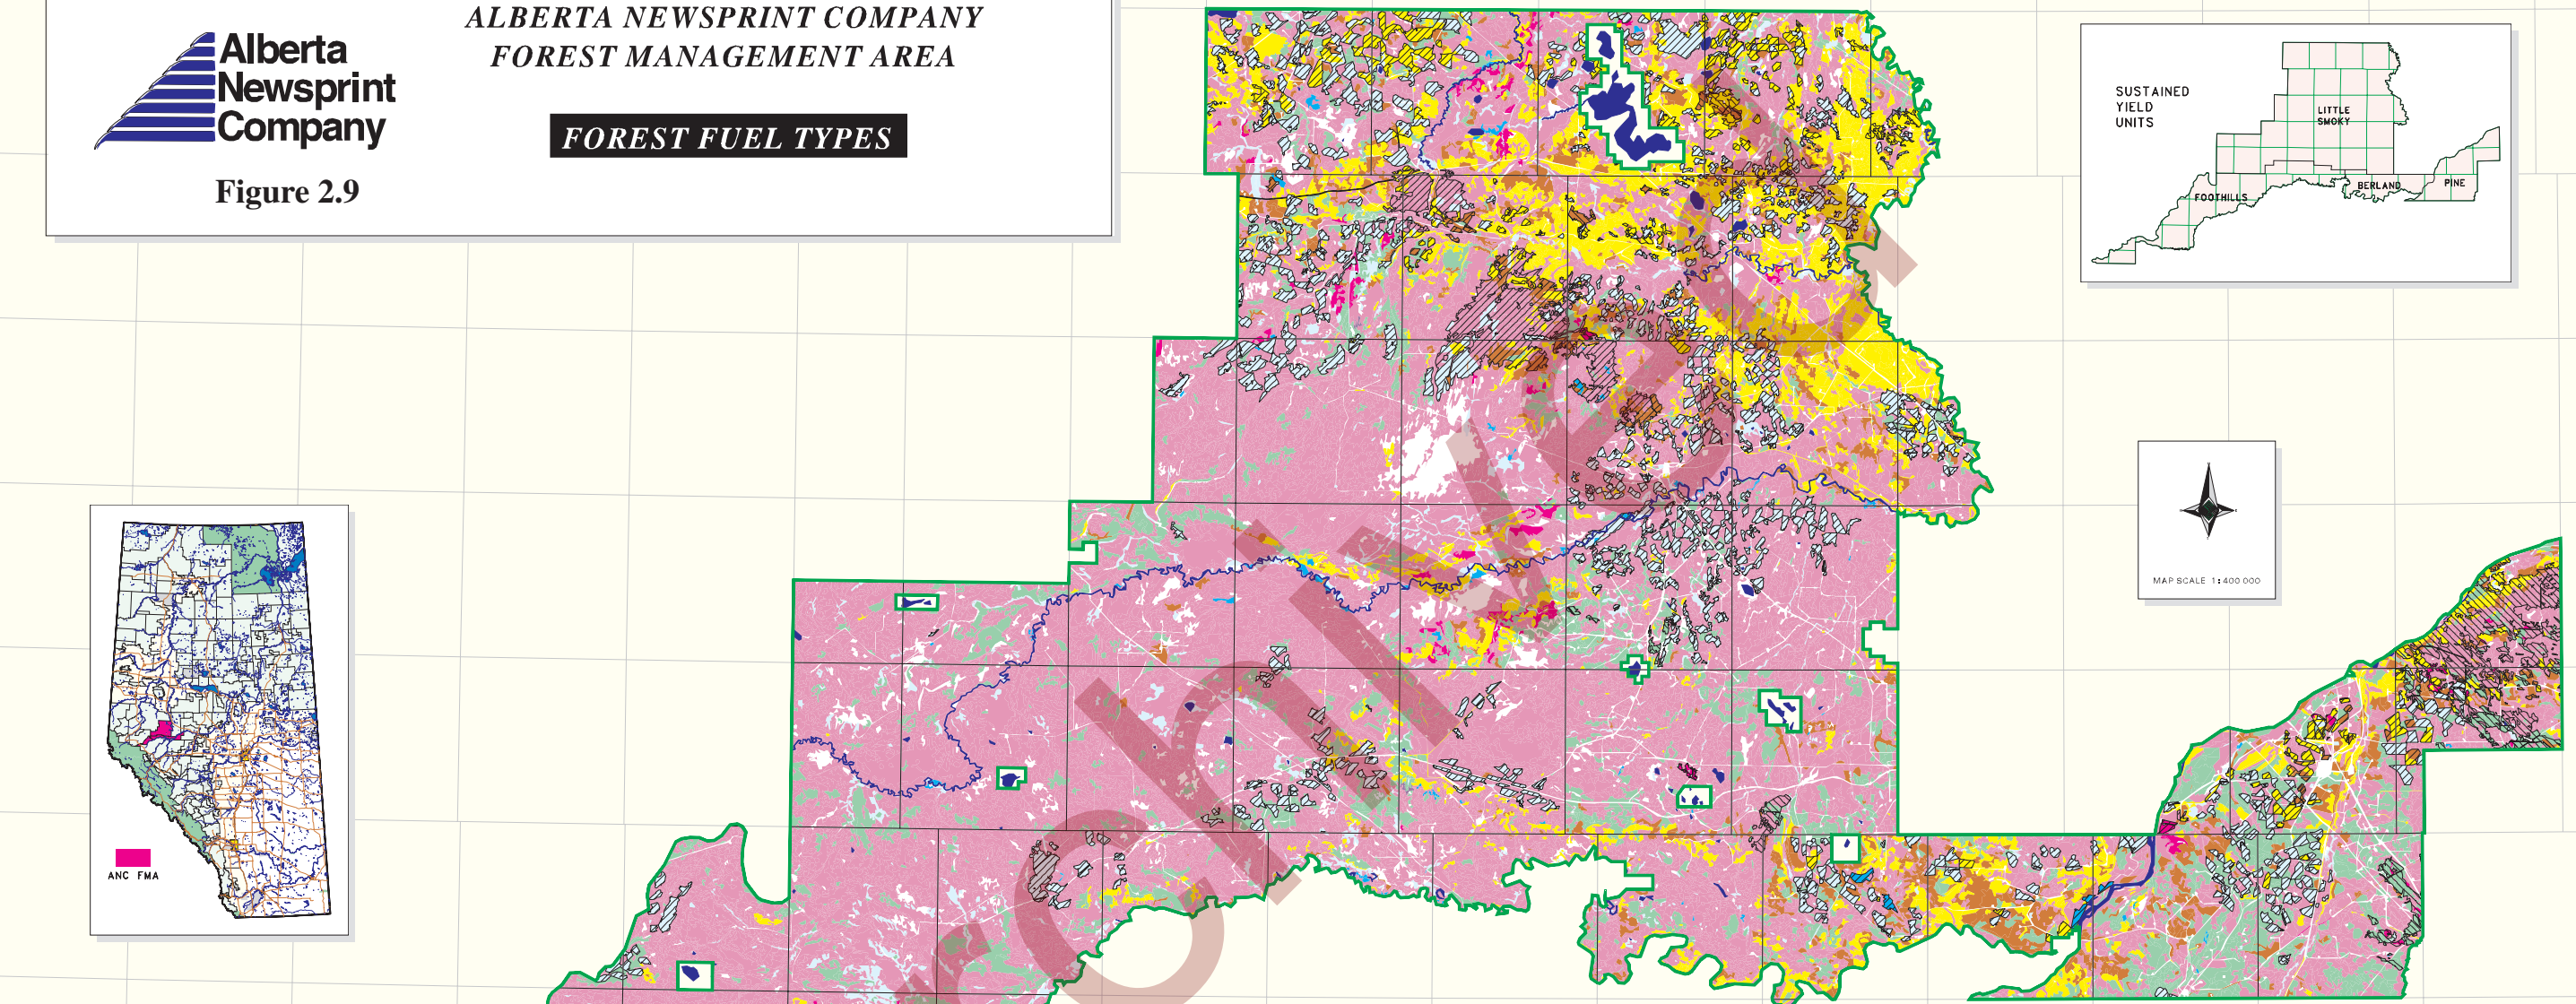 ALBERTA NEWSPRINT COMPANY
FOREST MANAGEMENT AREA
Alberta
Newsprint
Company
FOREST FUEL TYPES
Figure 2.9
SUSTAINED
YIELD
UNITS
LITTLE
SMOKY
FOOTHILLS
BERLAND
PINE
MAP SCALE 1:400 000
ANC FMA